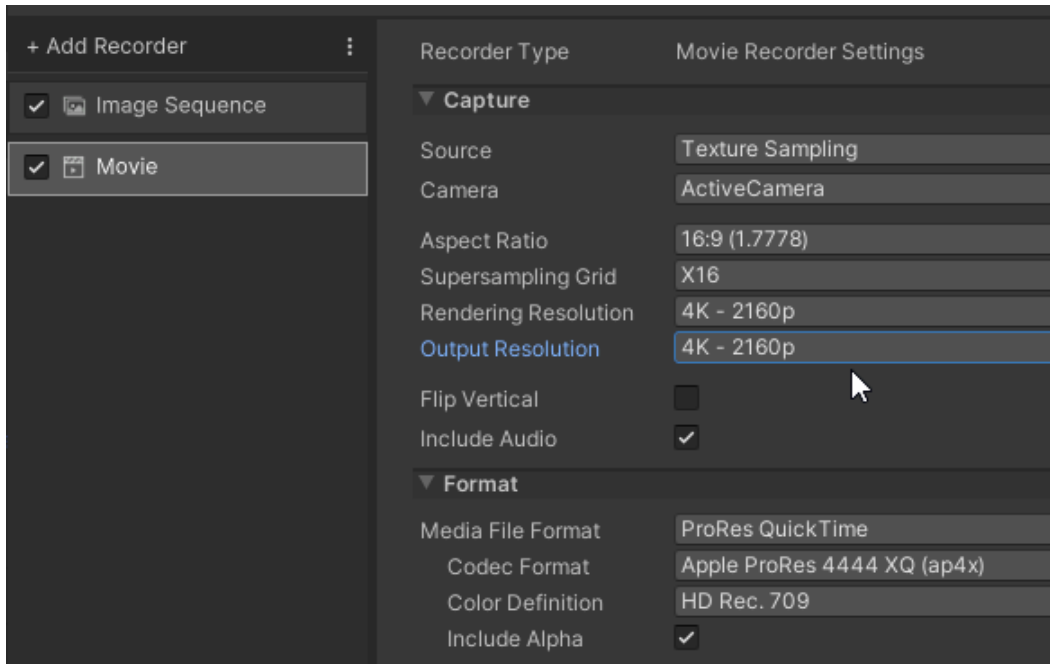 + Add Recorder
Image Sequence
Movie
Recorder Type Movie Recorder Settings
Capture
Source Texture Sampling
Camera ActiveCamera
Aspect Ratio 16:9 (1.7778)
Supersampling Grid X16
Rendering Resolution 4K - 2160p
Output Resolution 4K - 2160p
Flip Vertical
Include Audio
Format
Media File Format ProRes QuickTime
Codec Format Apple ProRes 4444 XQ (ap4x)
Color Definition HD Rec. 709
Include Alpha